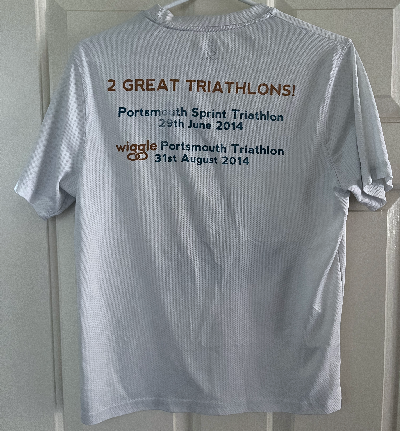 2 GREAT TRIATHLONS!
Portsmouth Sprint Triathlon
29th June 2014
wiggle Portsmouth Triathlon
31st August 2014